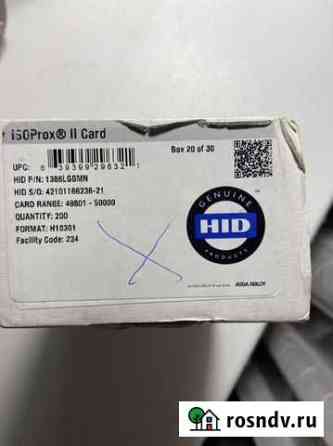 ISOProx® II Card
Box 20 of 30
UPC:
HID P/N: 1386LGGMN
HID S/O: 42101166236-21
CARD RANGE: 49801 - 50000
QUANTITY: 200
FORMAT: H10301
Facility Code: 234
GENUINE
HID
PRODUCTS
ASSA ABLOY
rosndv.ru